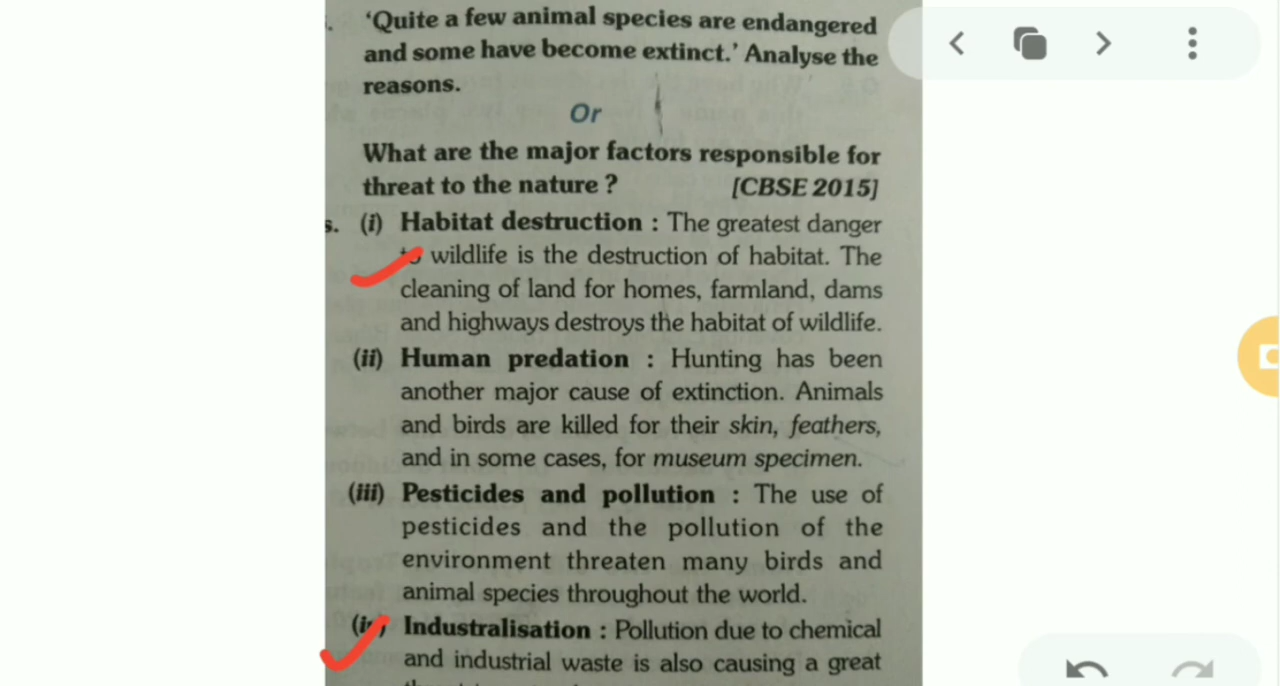 'Quite a few animal species are endangered
and some have become extinct.' Analyse the
reasons.
Or
What are the major factors responsible for
threat to the nature ? [CBSE 2015]
s. (i) Habitat destruction : The greatest danger
to wildlife is the destruction of habitat. The
cleaning of land for homes, farmland, dams
and highways destroys the habitat of wildlife.
(ii) Human predation : Hunting has been
another major cause of extinction. Animals
and birds are killed for their skin, feathers,
and in some cases, for museum specimen.
(iii) Pesticides and pollution : The use of
pesticides and the pollution of the
environment threaten many birds and
animal species throughout the world.
(iv) Industralisation : Pollution due to chemical
and industrial waste is also causing a great